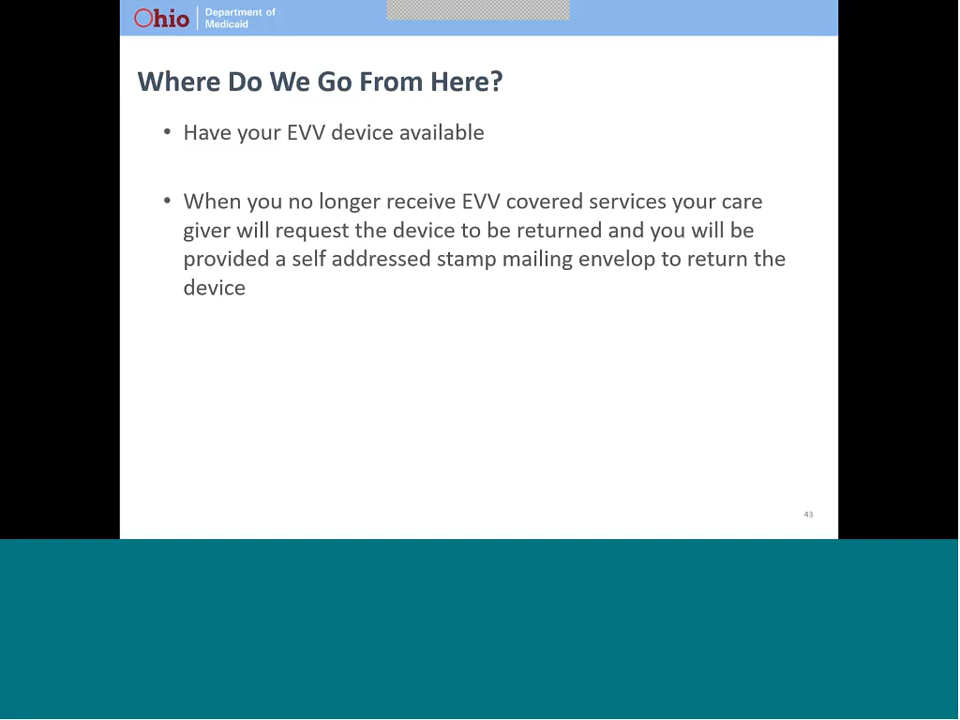 Ohio
Department of
Medicaid
Where Do We Go From Here?
• Have your EVV device available
• When you no longer receive EVV covered services your care
giver will request the device to be returned and you will be
provided a self addressed stamp mailing envelop to return the
device
43